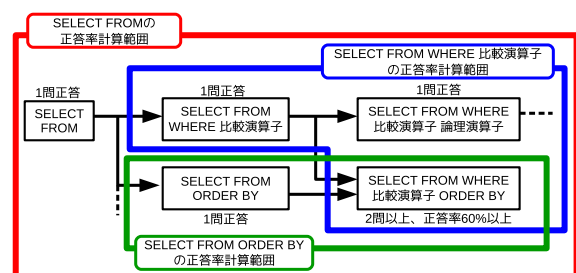 SELECT FROMの
正答率計算範囲
SELECT FROM WHERE 比較演算子
の正答率計算範囲
1問正答
SELECT
FROM
1問正答
SELECT FROM
WHERE 比較演算子
1問正答
SELECT FROM WHERE
比較演算子 論理演算子
SELECT FROM
ORDER BY
1問正答
SELECT FROM WHERE
比較演算子 ORDER BY
2問以上、正答率60%以上
SELECT FROM ORDER BY
の正答率計算範囲